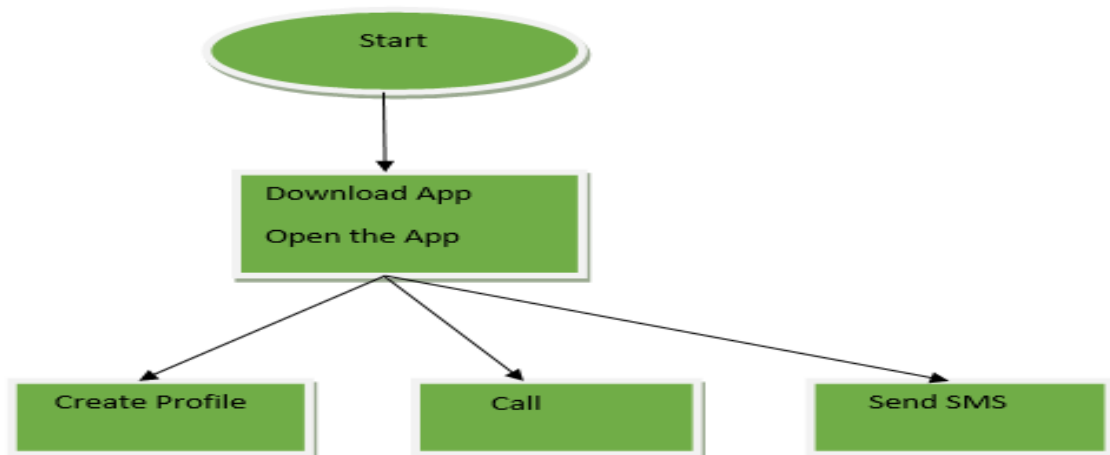 Start
Download App
Open the App
Create Profile
Call
Send SMS